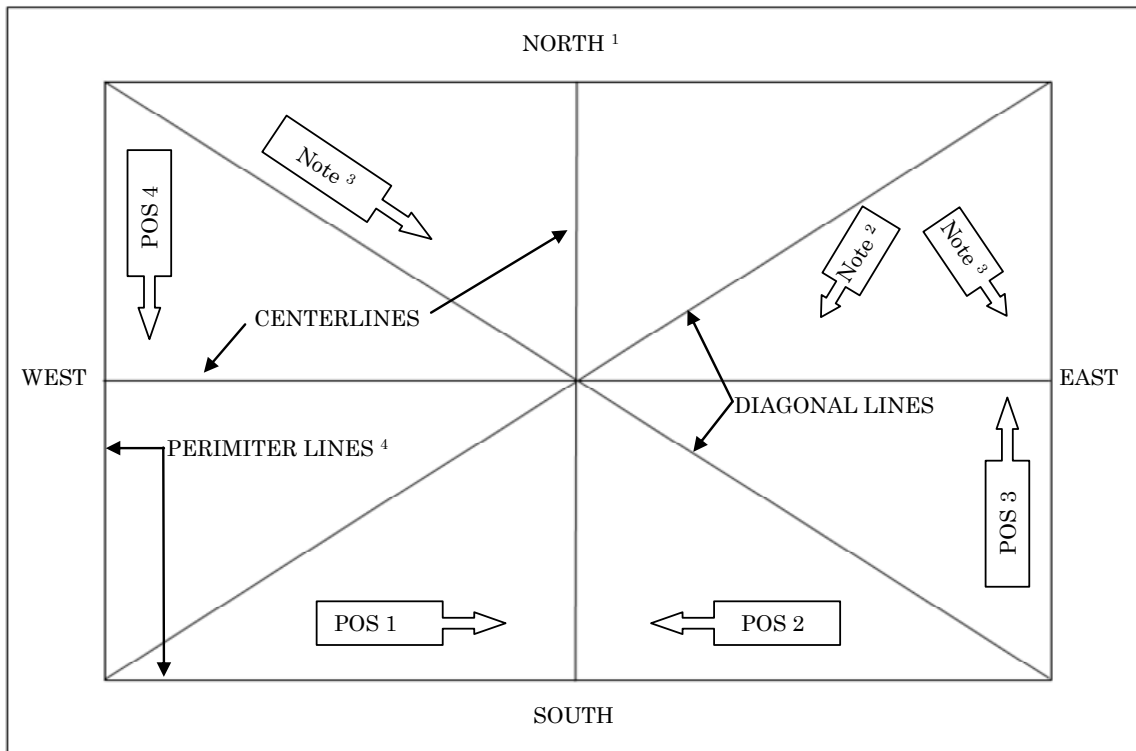 NORTH ¹
Note ³
POS 4
Note ²
Note ³
CENTERLINES
WEST
EAST
DIAGONAL LINES
PERIMITER LINES ⁴
POS 3
POS 1
POS 2
SOUTH